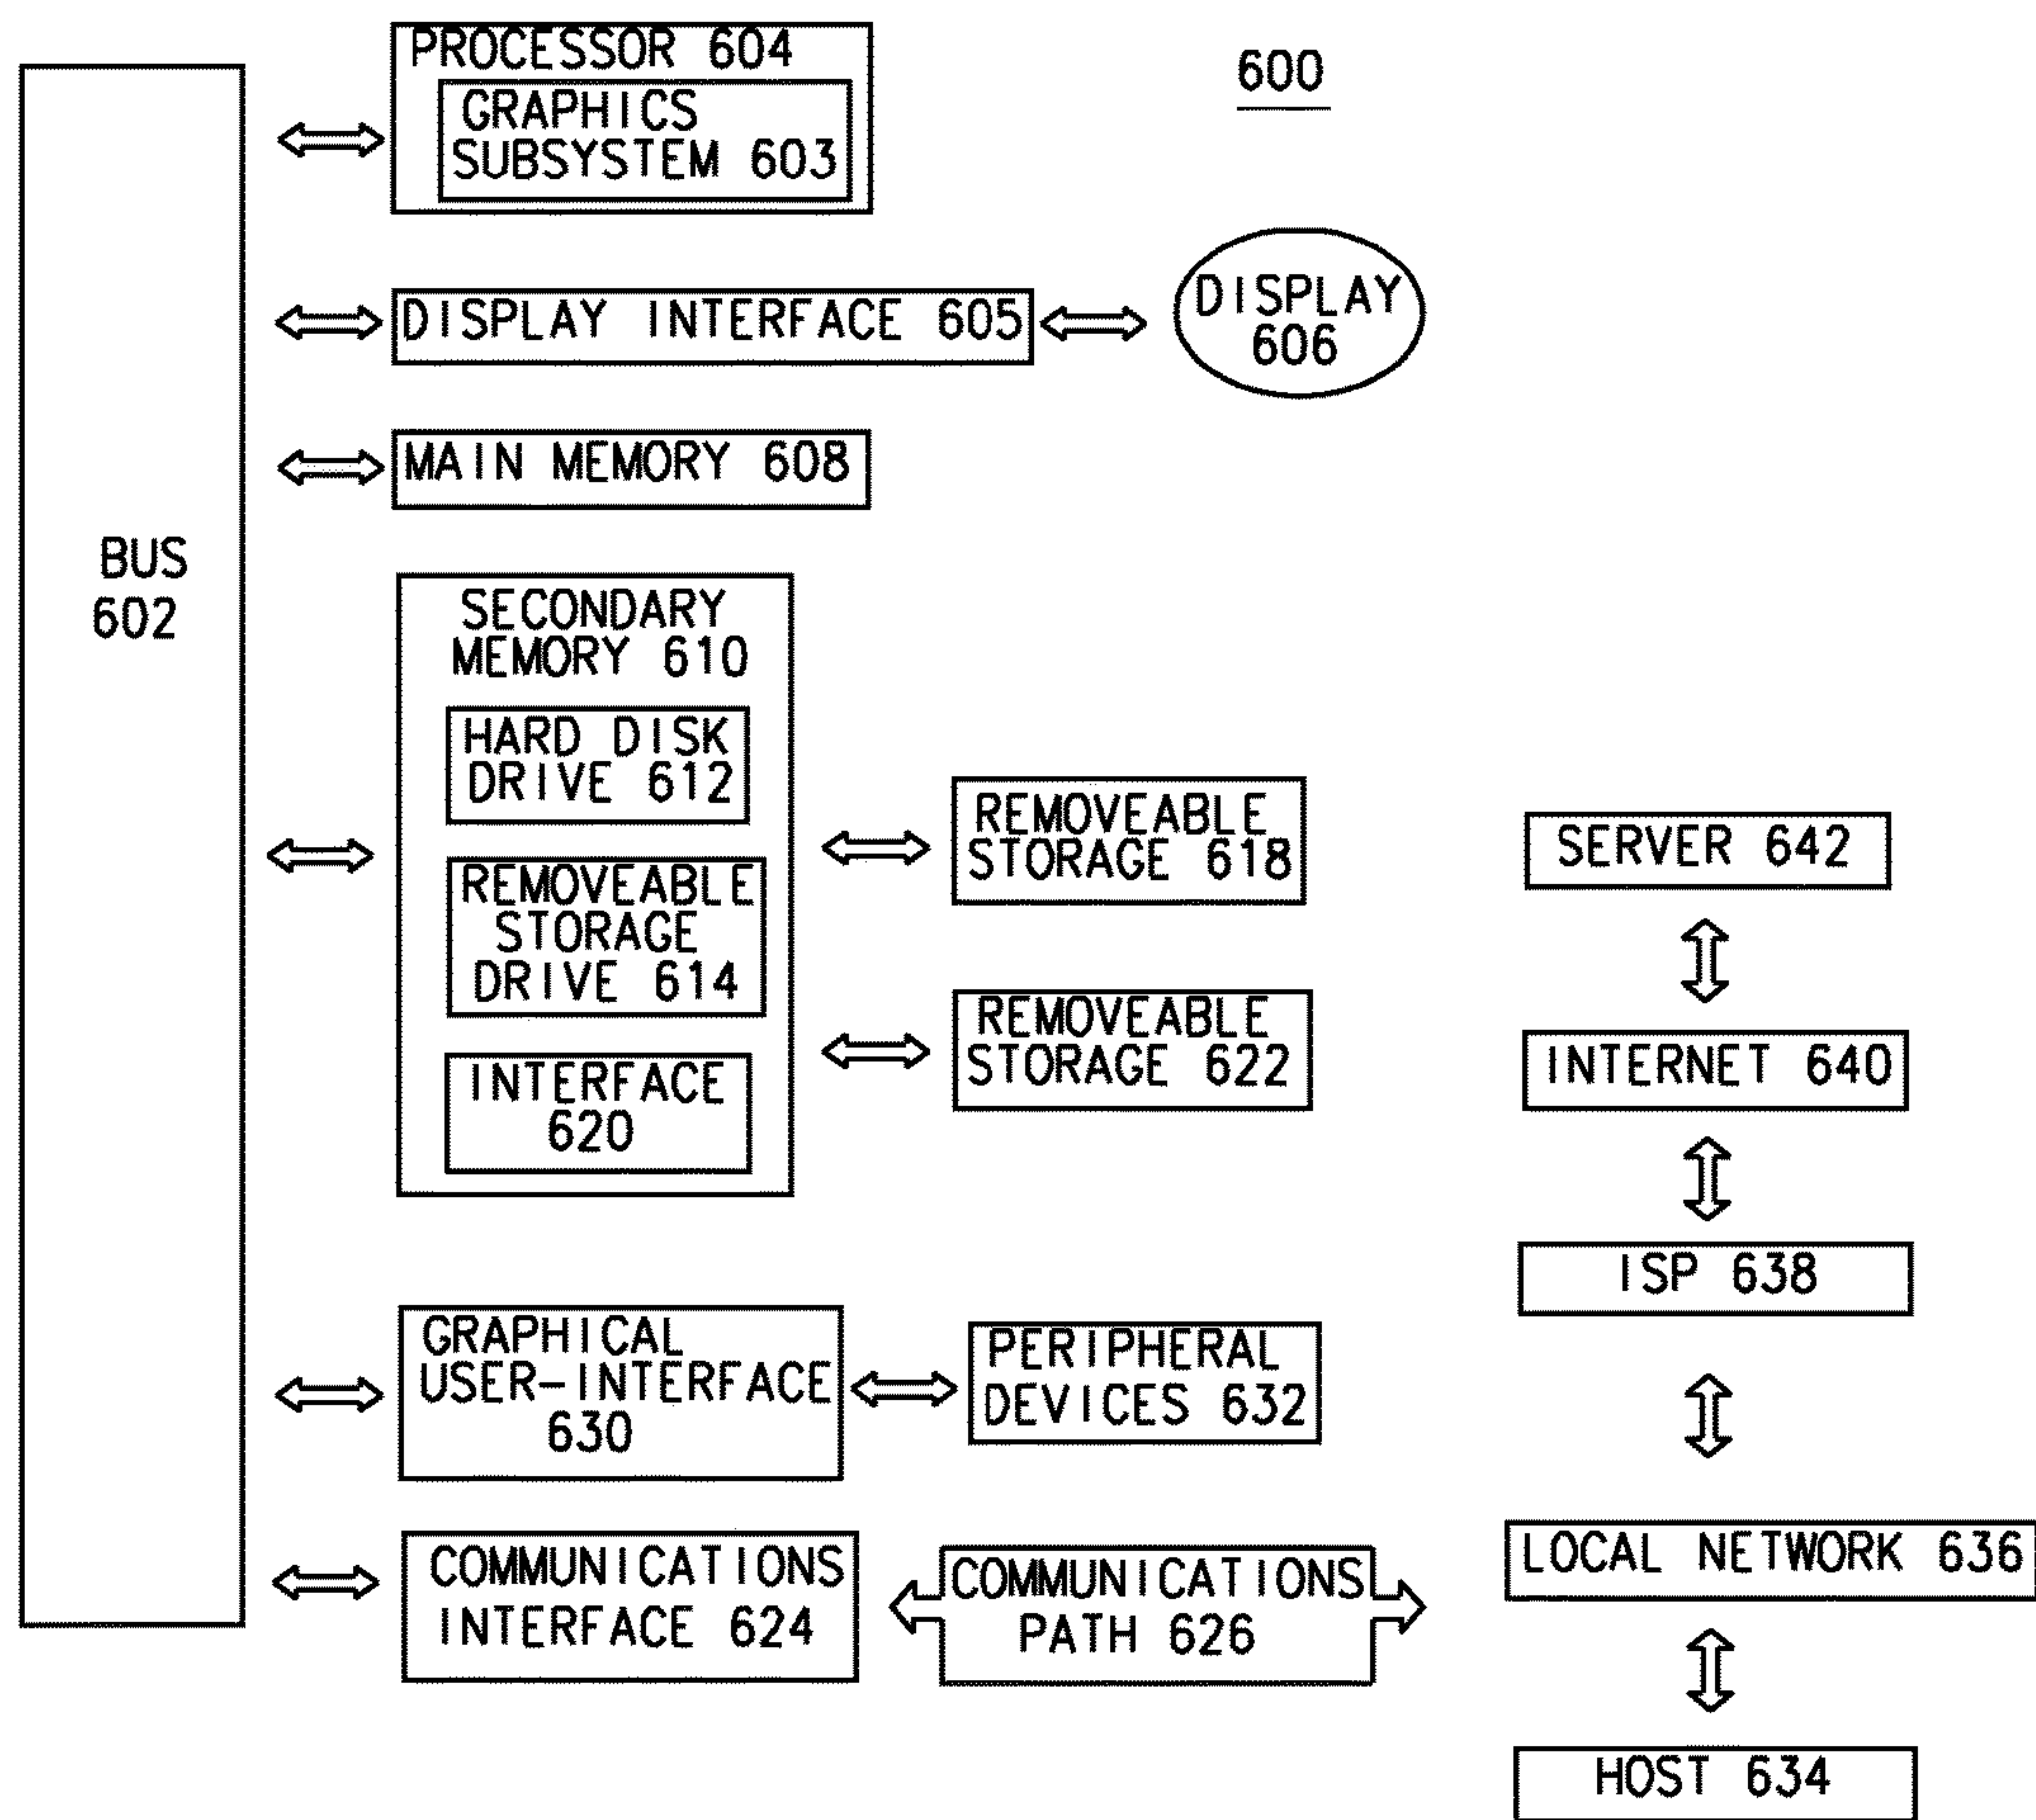 PROCESSOR 604
GRAPHICS
SUBSYSTEM 603
600
DISPLAY INTERFACE 605
DISPLAY
606
MAIN MEMORY 608
BUS
602
SECONDARY
MEMORY 610
HARD DISK
DRIVE 612
REMOVEABLE
STORAGE
DRIVE 614
INTERFACE
620
REMOVEABLE
STORAGE 618
REMOVEABLE
STORAGE 622
SERVER 642
INTERNET 640
ISP 638
GRAPHICAL
USER-INTERFACE
630
PERIPHERAL
DEVICES 632
COMMUNICATIONS
INTERFACE 624
COMMUNICATIONS
PATH 626
LOCAL NETWORK 636
HOST 634